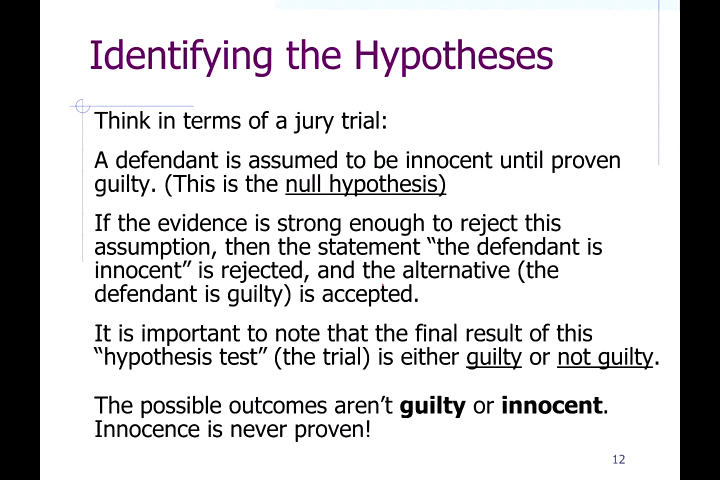 Identifying the Hypotheses
Think in terms of a jury trial:
A defendant is assumed to be innocent until proven
guilty. (This is the null hypothesis)
If the evidence is strong enough to reject this
assumption, then the statement “the defendant is
innocent” is rejected, and the alternative (the
defendant is guilty) is accepted.
It is important to note that the final result of this
“hypothesis test” (the trial) is either guilty or not guilty.
The possible outcomes aren’t guilty or innocent.
Innocence is never proven!
12